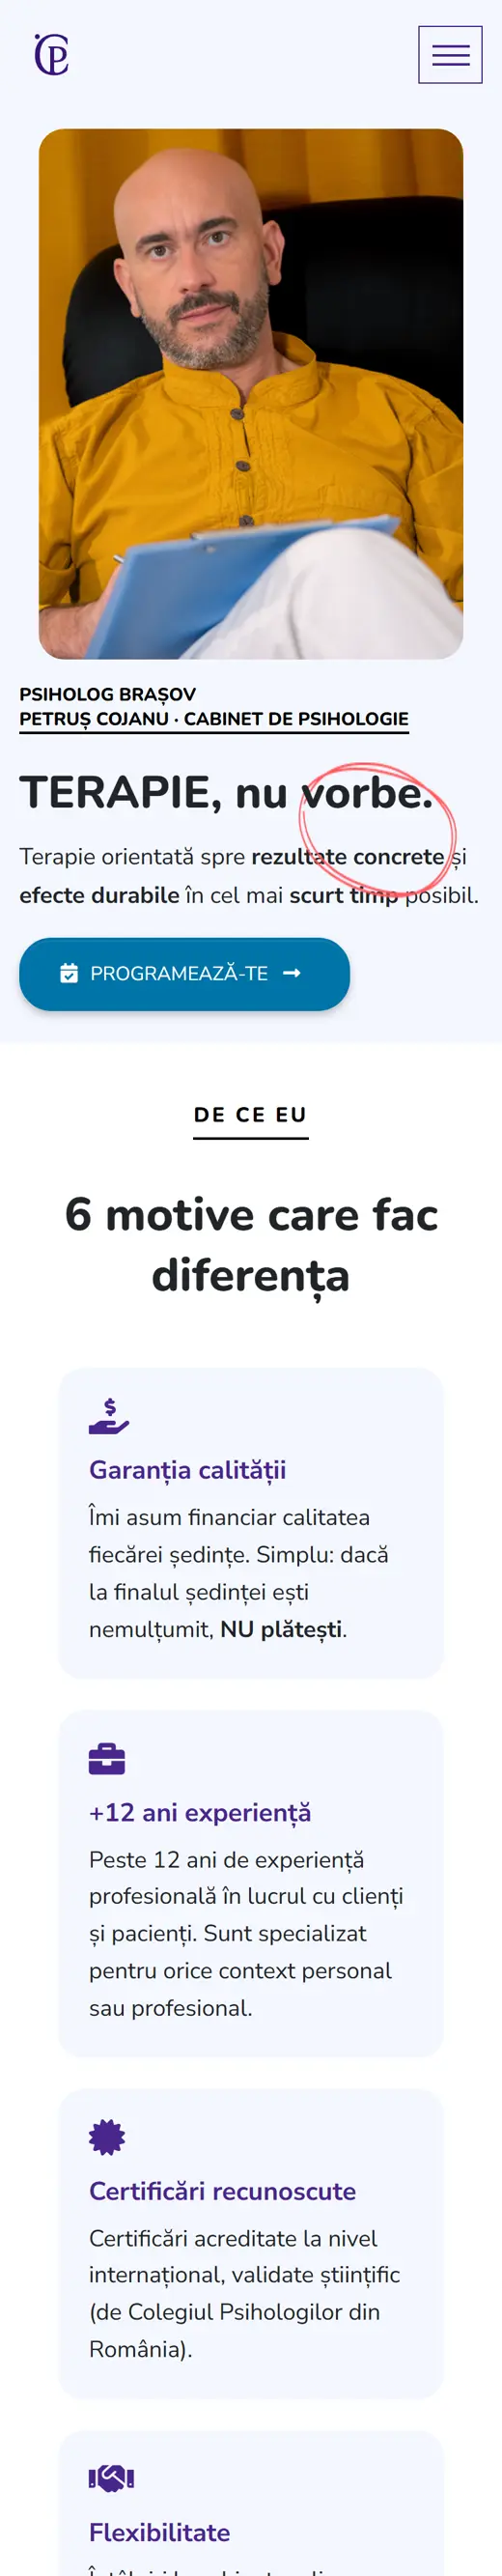 PSIHOLOG BRAȘOV
PETRUȘ COJANU · CABINET DE PSIHOLOGIE
TERAPIE, nu vorbe.
Terapie orientată spre rezultate concrete și
efecte durabile în cel mai scurt timp posibil.
PROGRAMEAZĂ-TE
DE CE EU
6 motive care fac
diferența
Garanția calității
Îmi asum financiar calitatea
fiecărei ședințe. Simplu: dacă
la finalul ședinței ești
nemulțumit, NU plătești.
+12 ani experiență
Peste 12 ani de experiență
profesională în lucrul cu clienți
și pacienți. Sunt specializat
pentru orice context personal
sau profesional.
Certificări recunoscute
Certificări acreditate la nivel
internațional, validate științific
(de Colegiul Psihologilor din
România).
Flexibilitate